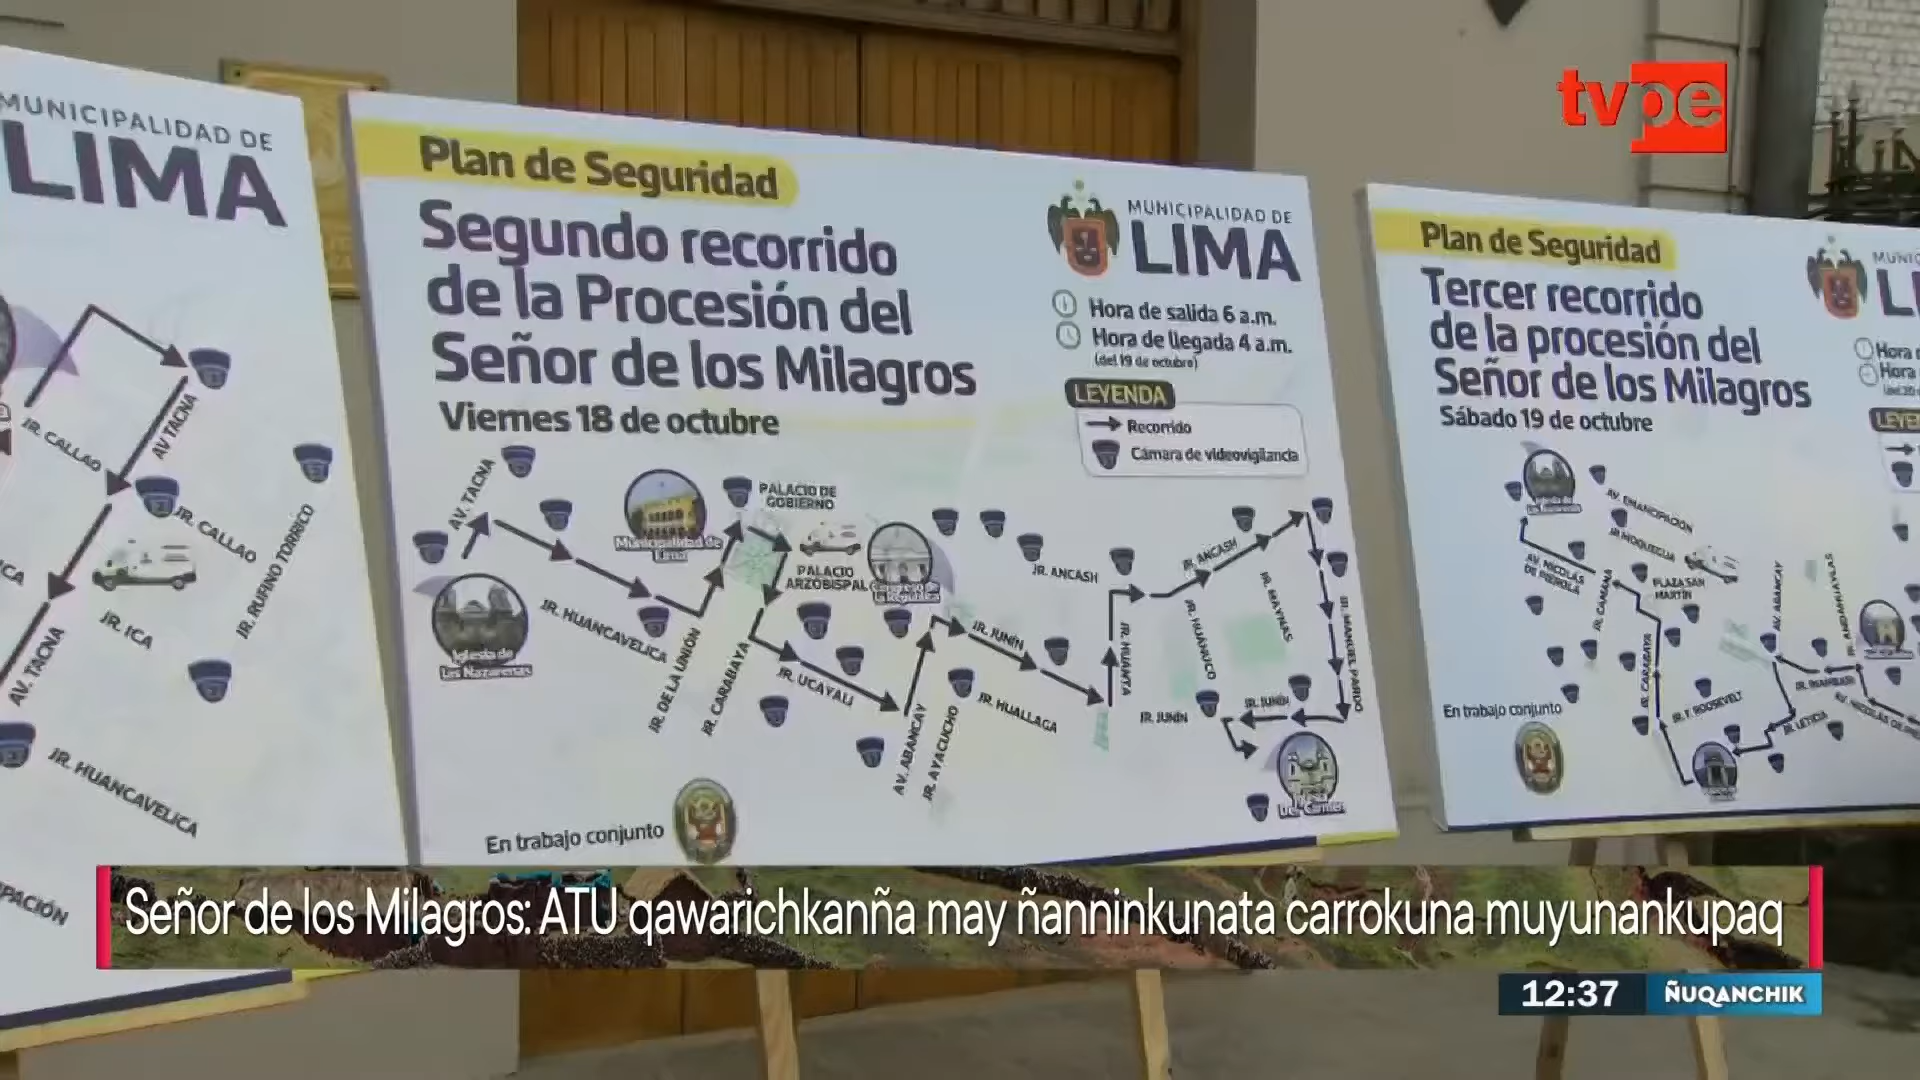 MUNICIPALIDAD DE
LIMA
JR. CALLAO
AV TACNA
JR. CALLAO
JR. RUFINO TORRICO
JR. ICA
AV. TACNA
JR. HUANCAVELICA
Plan de Seguridad
Segundo recorrido
de la Procesión del
Señor de los Milagros
Viernes 18 de octubre
MUNICIPALIDAD DE
LIMA
Hora de salida 6 a.m.
Hora de llegada 4 a.m.
(del 19 de octubre)
LEYENDA
Recorrido
Cámara de videovigilancia
AV. TACNA
Municipalidad de
Lima
PALACIO DE
GOBIERNO
PALACIO
ARZOBISPAL
JR. ANCASH
JR. ANCASH
Iglesia de
Las Nazarenas
JR. HUANCAVELICA
JR. DE LA UNIÓN
JR. CARABAYA
JR. UCAYALI
AV. ABANCAY
JR. AYACUCHO
JR. JUNÍN
JR. HUALLAGA
JR. HUANTA
JR. JUNÍN
JR. HUÁNUCO
JR. MAYNAS
JR. JUNÍN
JR. MANUEL PARDO
Del Carmen
En trabajo conjunto
Plan de Seguridad
Tercer recorrido
de la procesión del
Señor de los Milagros
Sábado 19 de octubre
Hora
Hora
AV. EMANCIPACIÓN
JR. MOQUEGUA
AV. NICOLÁS
DE PIÉROLA
JR. CAMANÁ
PLAZA SAN
MARTÍN
JR. CARABAYA
AV. ABANCAY
ANDAHUAYLAS
JR. F. ROOSEVELT
JR. LETICIA
En trabajo conjunto
tvpe
Señor de los Milagros: ATU qawarichkanña may ñanninkunata carrokuna muyunankupaq
12:37 ÑUQANCHIK